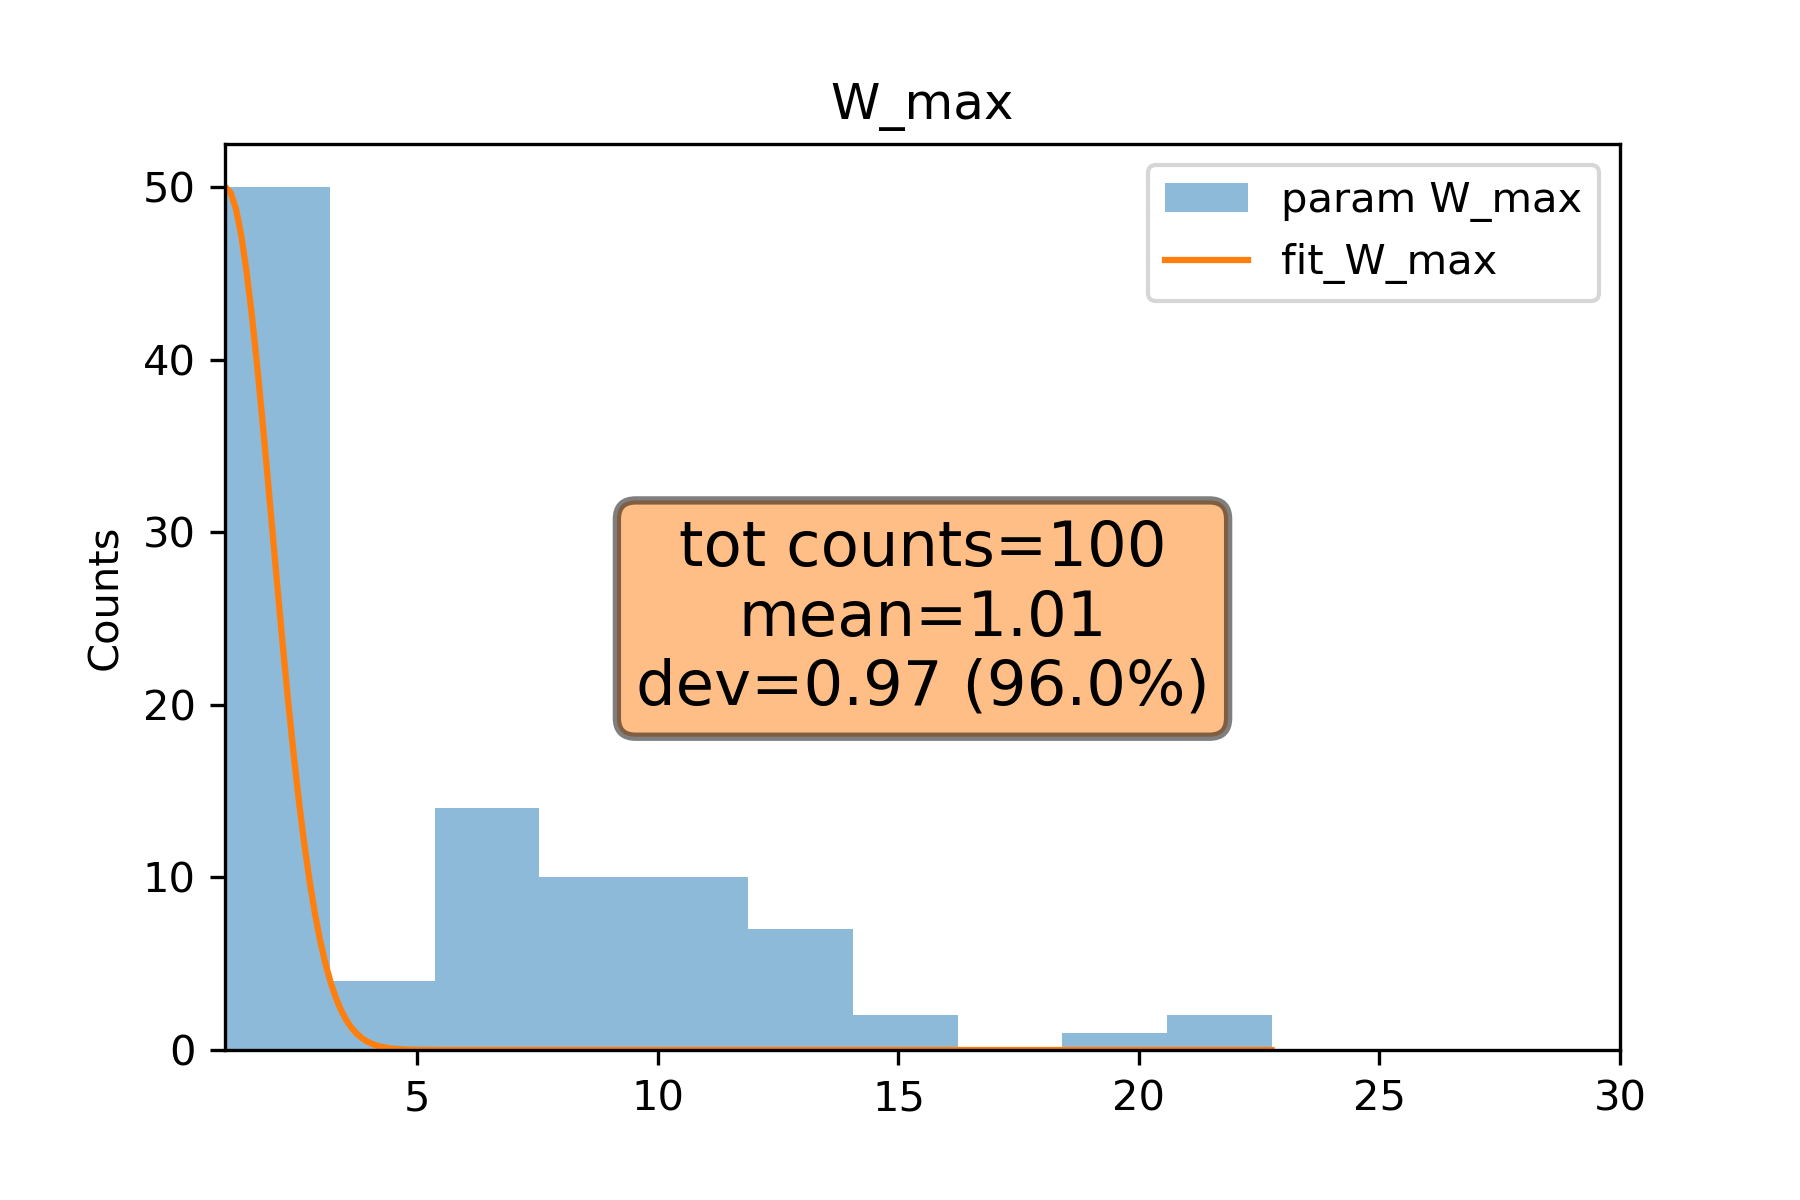 W_max
param W_max
fit_W_max
tot counts=100
mean=1.01
dev=0.97 (96.0%)
Counts
50
40
30
20
10
0
5 10 15 20 25 30